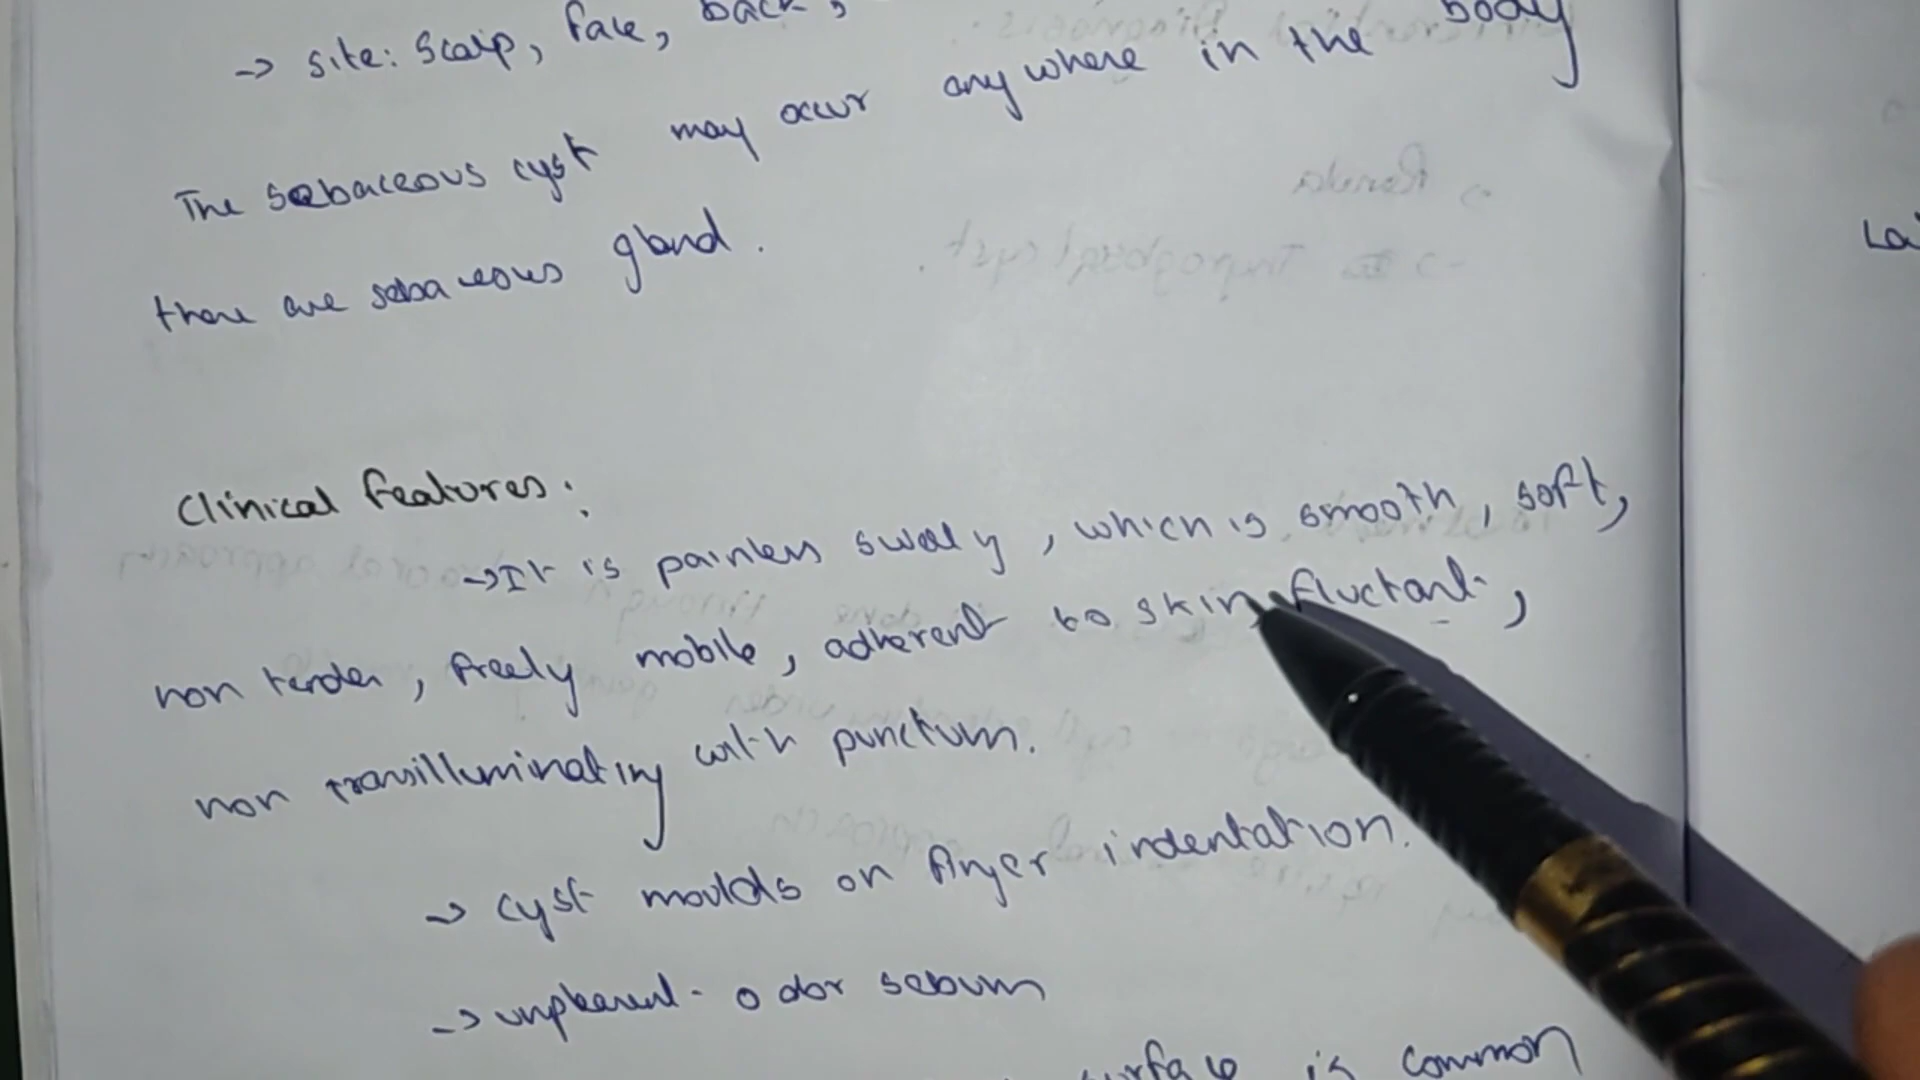 -> site: Scalp, face, back,
The sebaceous cyst may occur anywhere in the body
there are sebaceous gland.
Clinical features:
->It is painless swelly, which is smooth, soft,
non tender, freely mobile, adherent to skin fluctant,
non transilluminating with punctum.
-> cyst moulds on finger indentation.
-> unpleasent odor sebum
surface is common